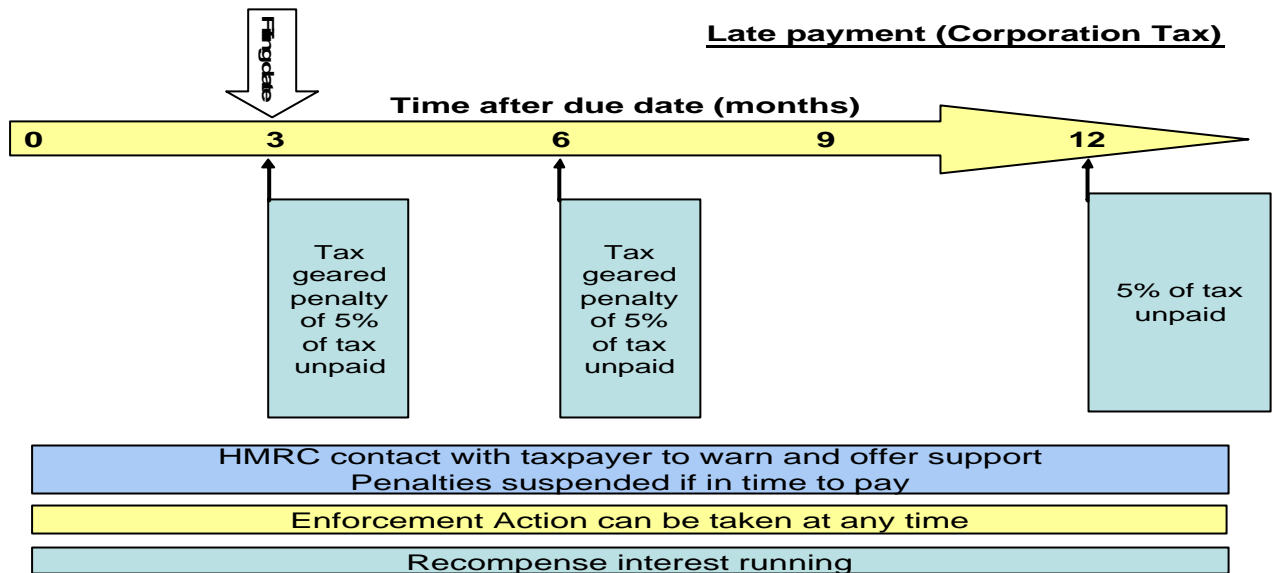 Late payment (Corporation Tax)
Filing date
Time after due date (months)
0 3 6 9 12
Tax
geared
penalty
of 5%
of tax
unpaid
Tax
geared
penalty
of 5%
of tax
unpaid
5% of tax
unpaid
HMRC contact with taxpayer to warn and offer support
Penalties suspended if in time to pay
Enforcement Action can be taken at any time
Recompense interest running